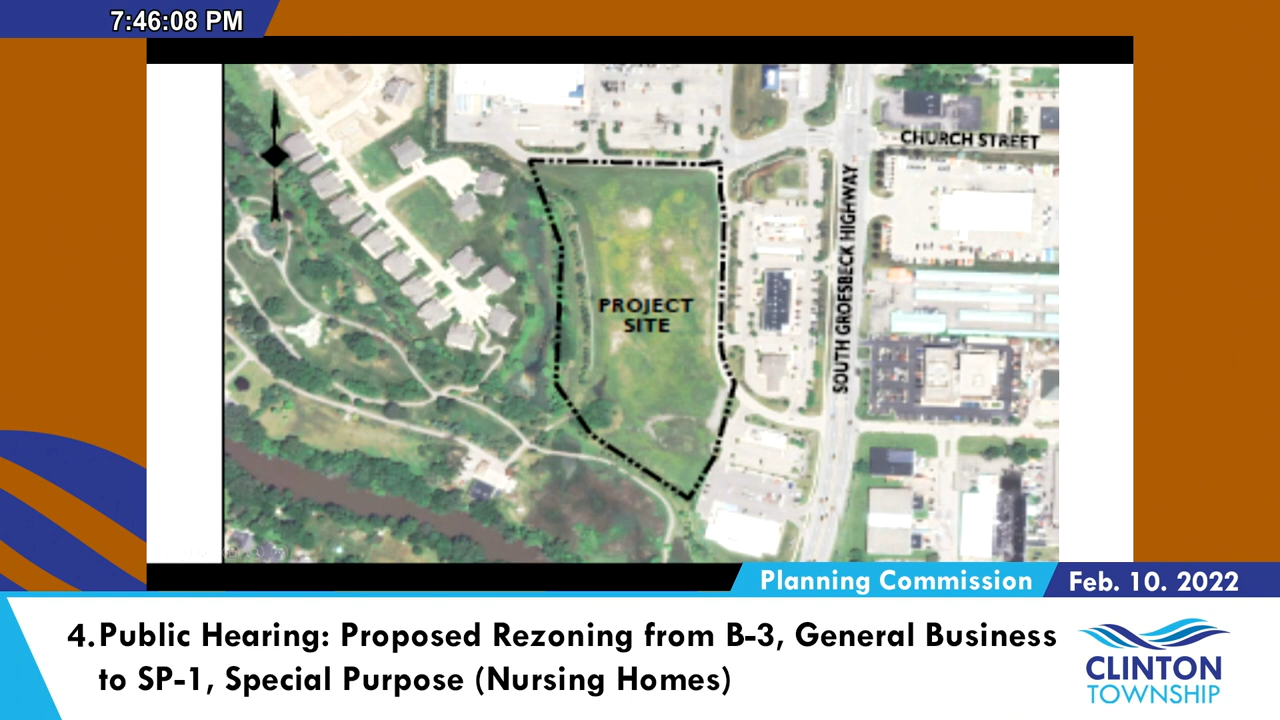 7:46:08 PM
CHURCH STREET
SOUTH GROESBECK HIGHWAY
PROJECT
SITE
Planning Commission
Feb. 10. 2022
4. Public Hearing: Proposed Rezoning from B-3, General Business
to SP-1, Special Purpose (Nursing Homes)
CLINTON
TOWNSHIP